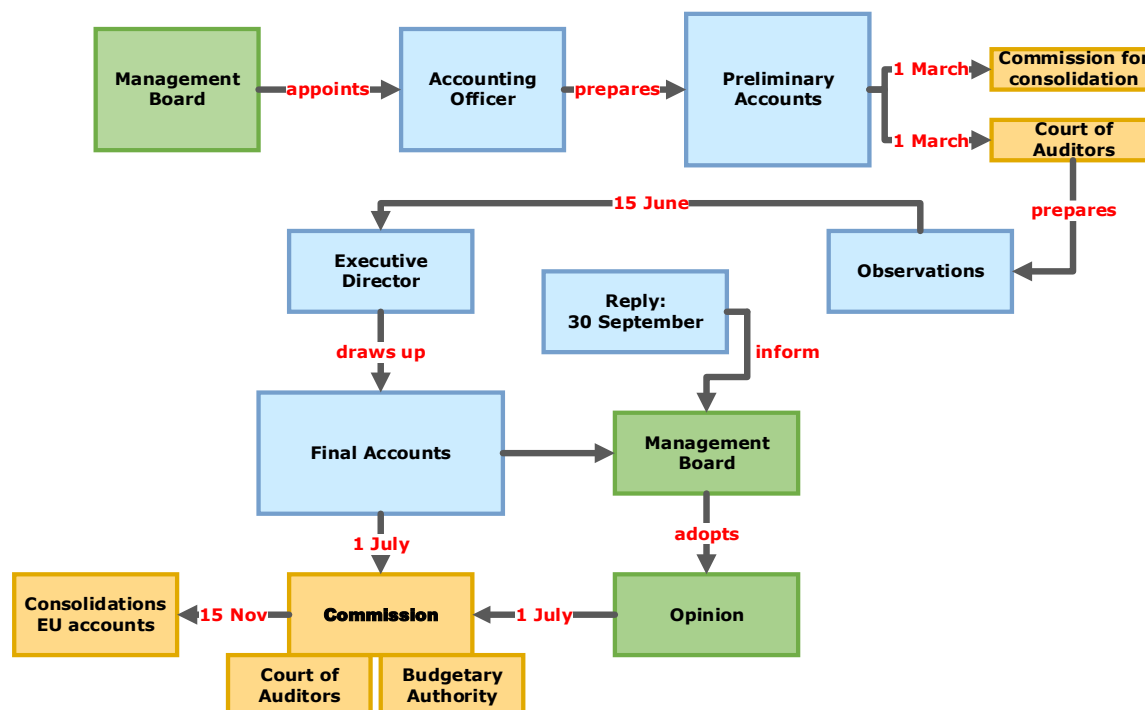 Management
Board
appoints
Accounting
Officer
prepares
Preliminary
Accounts
1 March
Commission for
consolidation
1 March
Court of
Auditors
prepares
Observations
15 June
Executive
Director
Reply:
30 September
inform
draws up
Final Accounts
Management
Board
adopts
1 July
Consolidations
EU accounts
15 Nov
Commission
1 July
Opinion
Court of
Auditors
Budgetary
Authority